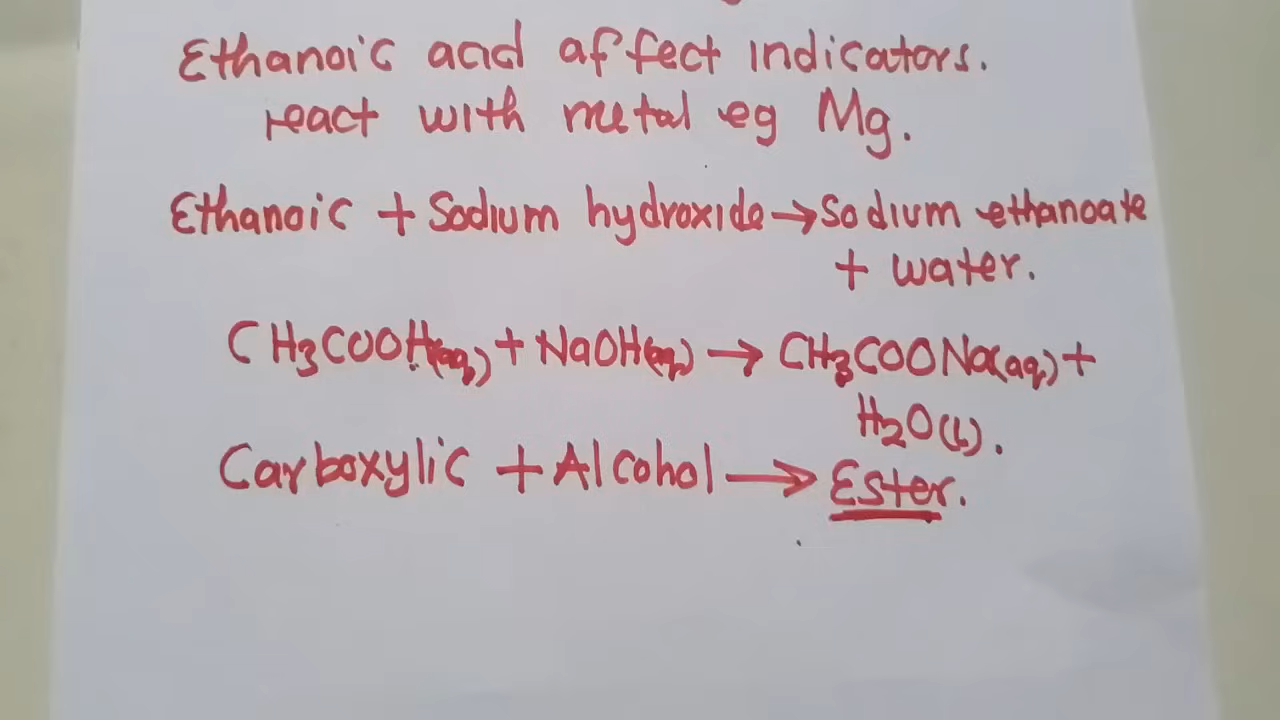 Ethanoic acid affect indicators.
react with metal eg Mg.
Ethanoic + Sodium hydroxide → Sodium ethanoate
+ water.
CH3COOH(aq) + NaOH(aq) → CH3COONa(aq) +
H2O(l).
Carboxylic + Alcohol → Ester.